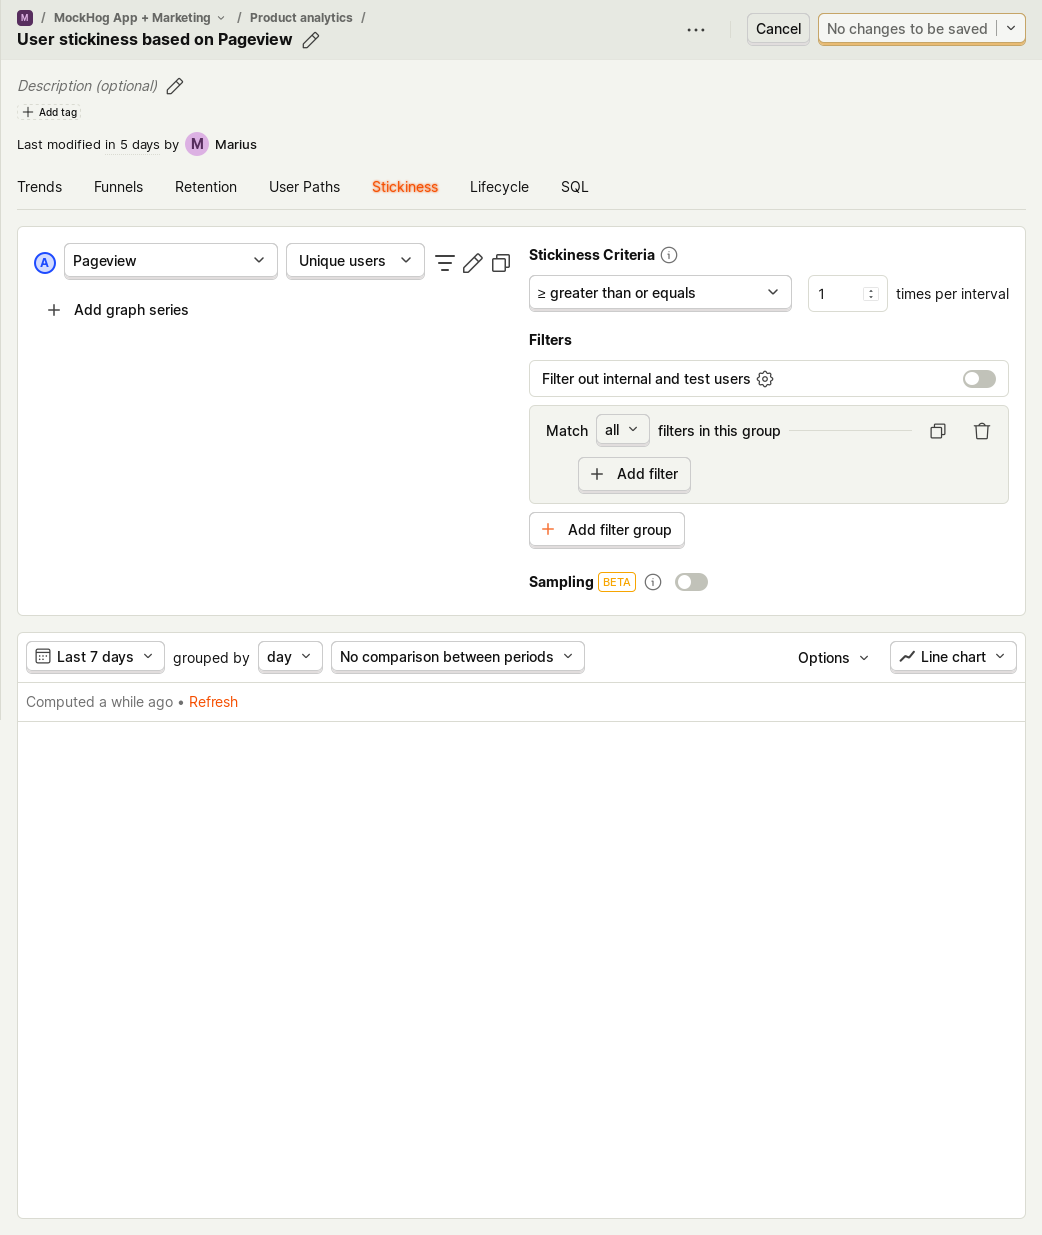 M / MockHog App + Marketing / Product analytics /
User stickiness based on Pageview
Cancel
No changes to be saved
Description (optional)
Add tag
Last modified in 5 days by M Marius
Trends Funnels Retention User Paths Stickiness Lifecycle SQL
A Pageview Unique users
Add graph series
Stickiness Criteria
≥ greater than or equals 1 times per interval
Filters
Filter out internal and test users
Match all filters in this group
Add filter
Add filter group
Sampling BETA
Last 7 days grouped by day No comparison between periods Options Line chart
Computed a while ago • Refresh